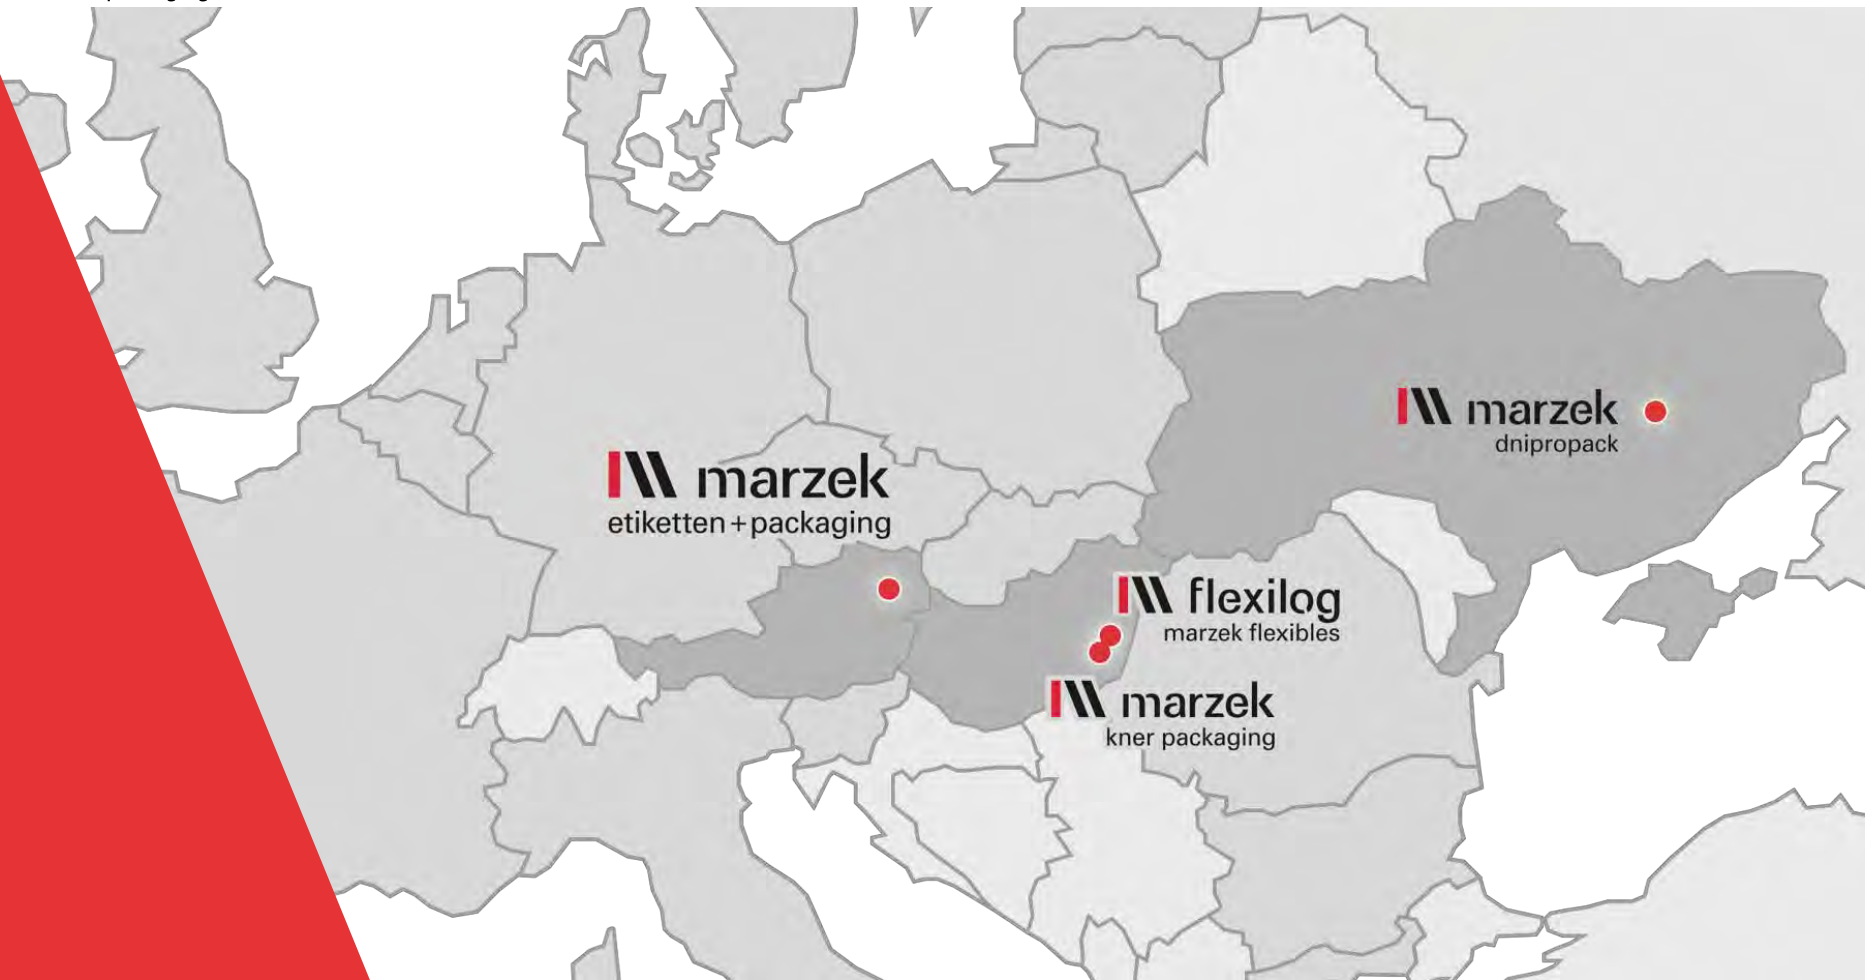 marzek
dnipropack
marzek
etiketten+packaging
flexilog
marzek flexibles
marzek
kner packaging